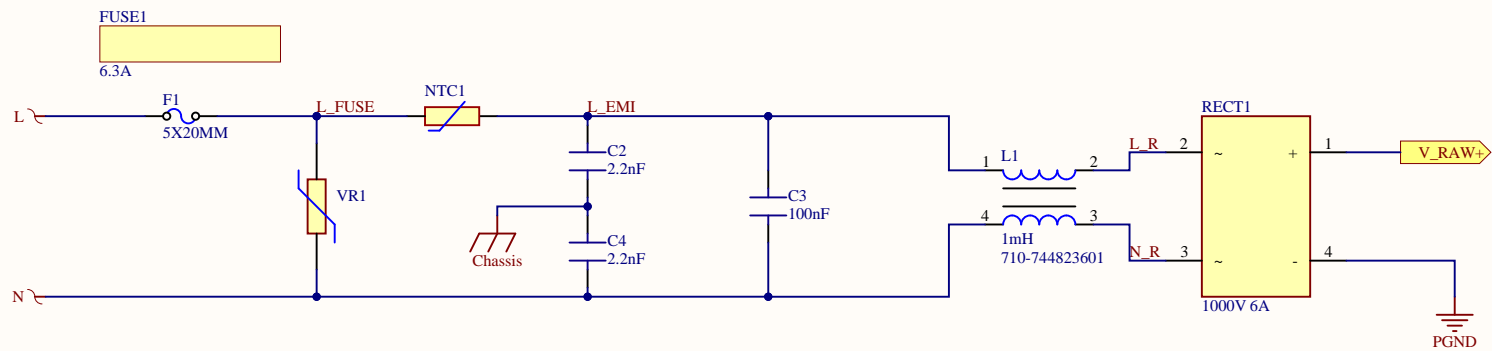 FUSE1
6.3A
L
F1
5X20MM
L_FUSE
NTC1
L_EMI
VR1
C2
2.2nF
Chassis
C4
2.2nF
C3
100nF
N
1
L1
2
4
3
1mH
710-744823601
L_R
N_R
RECT1
2
~
+
1
3
~
-
4
1000V 6A
V_RAW+
PGND